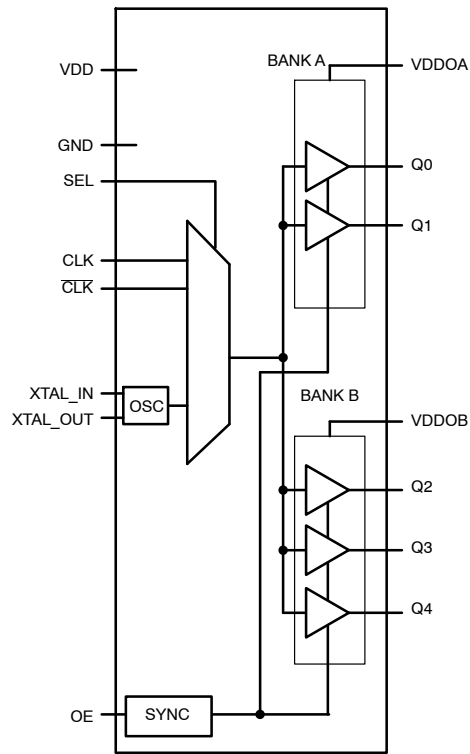 BANK A
VDDOA
VDD
GND
SEL
Q0
Q1
CLK
CLK
XTAL_IN
XTAL_OUT
OSC
BANK B
VDDOB
Q2
Q3
Q4
OE
SYNC